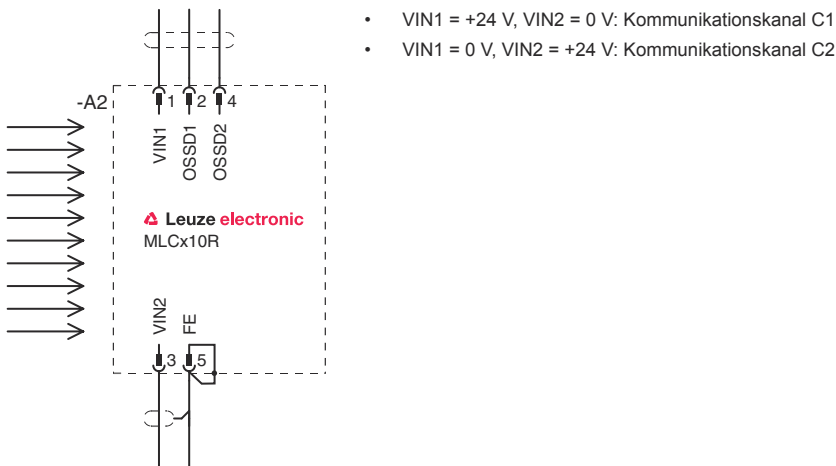 • VIN1 = +24 V, VIN2 = 0 V: Kommunikationskanal C1
• VIN1 = 0 V, VIN2 = +24 V: Kommunikationskanal C2
-A2
1 2 4
VIN1
OSSD1
OSSD2
Leuze electronic
MLCx10R
VIN2
FE
3 5